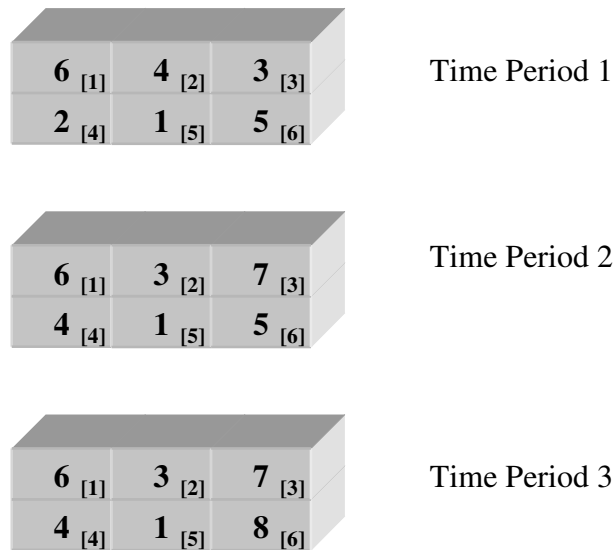 6 [1] 4 [2] 3 [3]
Time Period 1
2 [4] 1 [5] 5 [6]
6 [1] 3 [2] 7 [3]
Time Period 2
4 [4] 1 [5] 5 [6]
6 [1] 3 [2] 7 [3]
Time Period 3
4 [4] 1 [5] 8 [6]